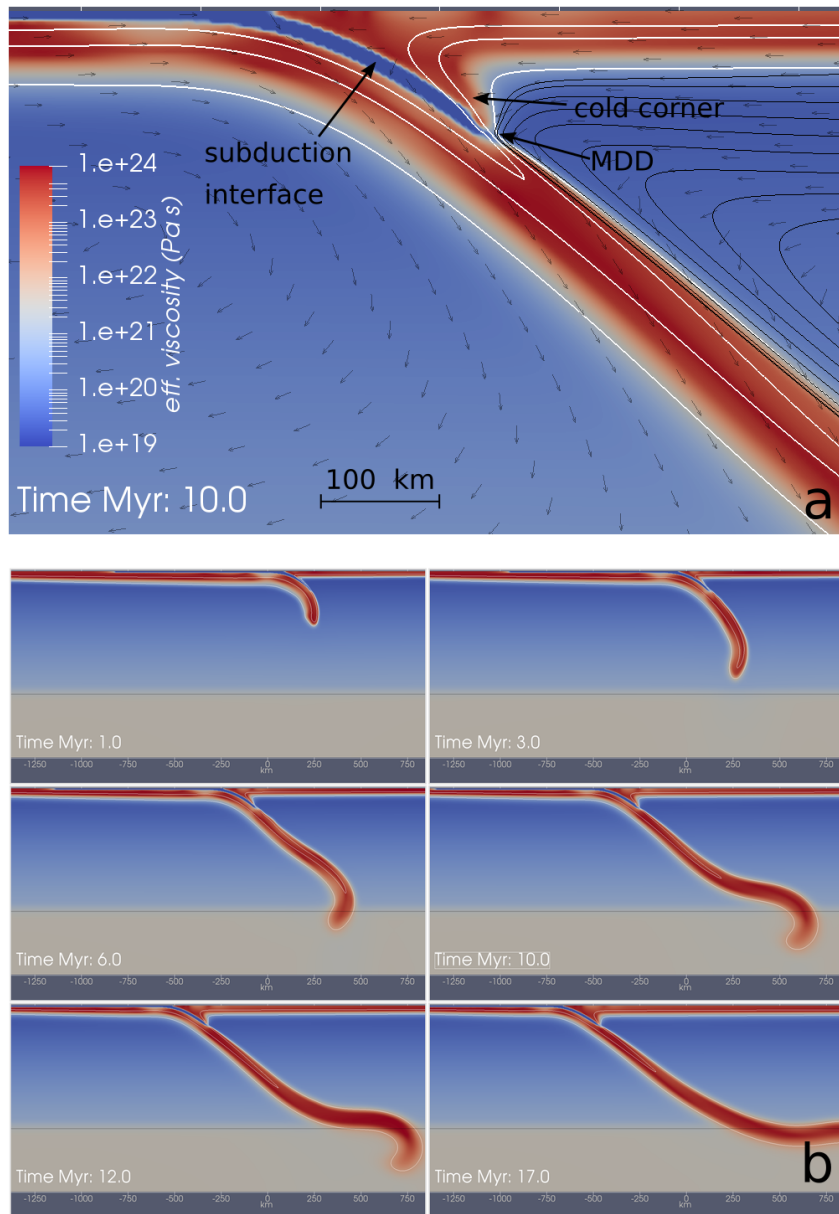 cold corner
MDD
subduction
interface
1.e+24
1.e+23
1.e+22
1.e+21
1.e+20
1.e+19
eff. viscosity (Pa s)
100 km
Time Myr: 10.0
a
Time Myr: 1.0
-1250 -1000 -750 -500 -250 0 250 500 750
km
Time Myr: 3.0
-1250 -1000 -750 -500 -250 0 250 500 750
km
Time Myr: 6.0
-1250 -1000 -750 -500 -250 0 250 500 750
km
Time Myr: 10.0
-1250 -1000 -750 -500 -250 0 250 500 750
km
Time Myr: 12.0
-1250 -1000 -750 -500 -250 0 250 500 750
km
Time Myr: 17.0
-1250 -1000 -750 -500 -250 0 250 500 750
km
b